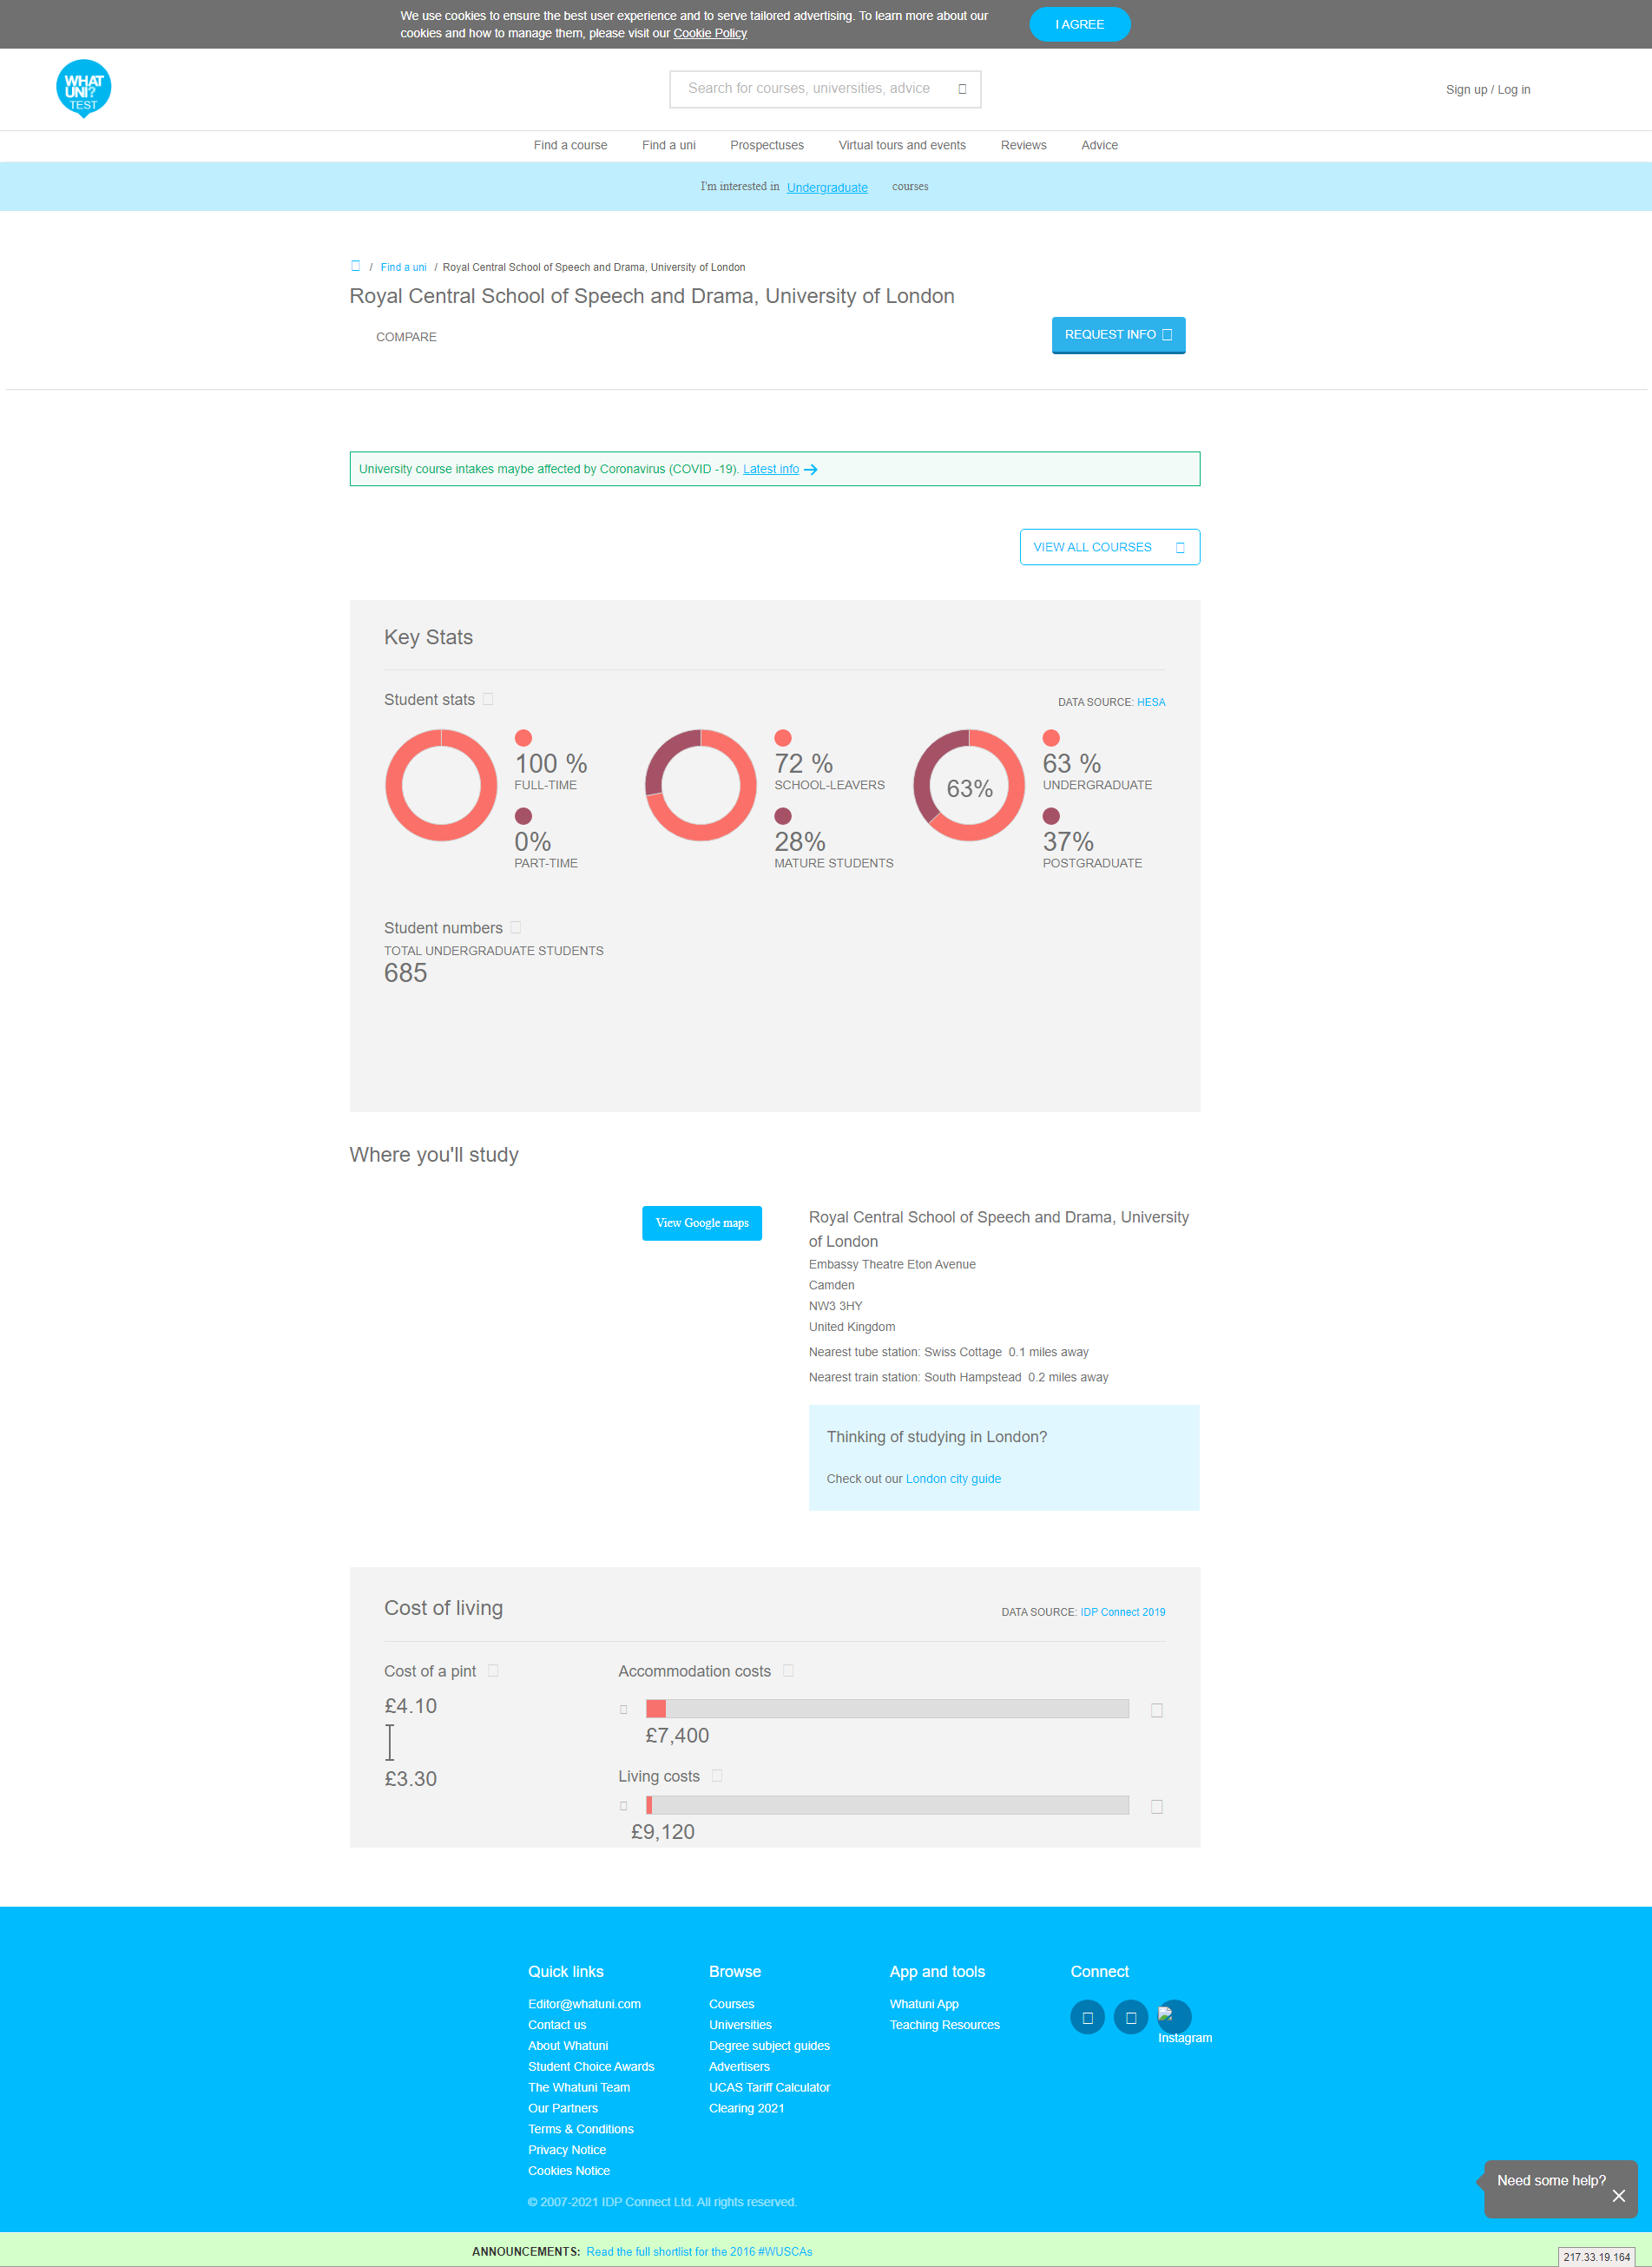 We use cookies to ensure the best user experience and to serve tailored advertising. To learn more about our
cookies and how to manage them, please visit our Cookie Policy
I AGREE
WHAT
UNI?
TEST
Search for courses, universities, advice
Sign up / Log in
Find a course Find a uni Prospectuses Virtual tours and events Reviews Advice
I'm interested in Undergraduate courses
/ Find a uni / Royal Central School of Speech and Drama, University of London
Royal Central School of Speech and Drama, University of London
COMPARE
REQUEST INFO
University course intakes maybe affected by Coronavirus (COVID -19). Latest info
VIEW ALL COURSES
Key Stats
Student stats
DATA SOURCE: HESA
100 %
FULL-TIME
0%
PART-TIME
72 %
SCHOOL-LEAVERS
28%
MATURE STUDENTS
63%
63 %
UNDERGRADUATE
37%
POSTGRADUATE
Student numbers
TOTAL UNDERGRADUATE STUDENTS
685
Where you'll study
View Google maps
Royal Central School of Speech and Drama, University
of London
Embassy Theatre Eton Avenue
Camden
NW3 3HY
United Kingdom
Nearest tube station: Swiss Cottage 0.1 miles away
Nearest train station: South Hampstead 0.2 miles away
Thinking of studying in London?
Check out our London city guide
Cost of living
DATA SOURCE: IDP Connect 2019
Cost of a pint
£4.10
£3.30
Accommodation costs
£7,400
Living costs
£9,120
Quick links
Editor@whatuni.com
Contact us
About Whatuni
Student Choice Awards
The Whatuni Team
Our Partners
Terms & Conditions
Privacy Notice
Cookies Notice
Browse
Courses
Universities
Degree subject guides
Advertisers
UCAS Tariff Calculator
Clearing 2021
App and tools
Whatuni App
Teaching Resources
Connect
Instagram
© 2007-2021 IDP Connect Ltd. All rights reserved.
Need some help?
ANNOUNCEMENTS: Read the full shortlist for the 2016 #WUSCAs
217.33.19.164